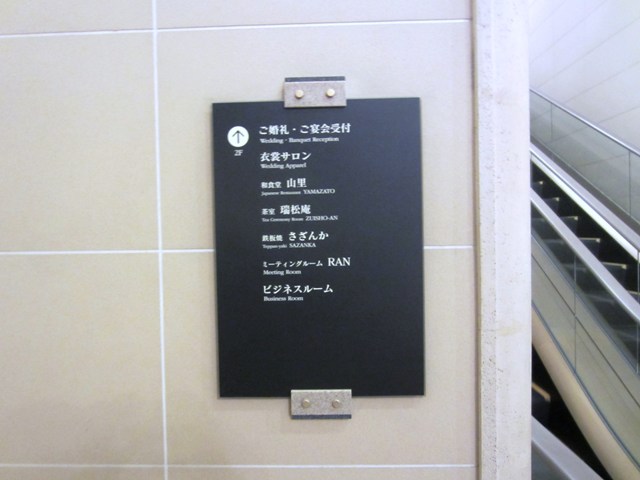 ↑
2F
ご婚礼・ご宴会受付
Wedding・Banquet Reception
衣裳サロン
Wedding Apparel
和食堂 山里
Japanese Restaurant YAMAZATO
茶室 瑞松庵
Tea Ceremony Room ZUISHO-AN
鉄板焼 さざんか
Teppan-yaki SAZANKA
ミーティングルーム RAN
Meeting Room
ビジネスルーム
Business Room